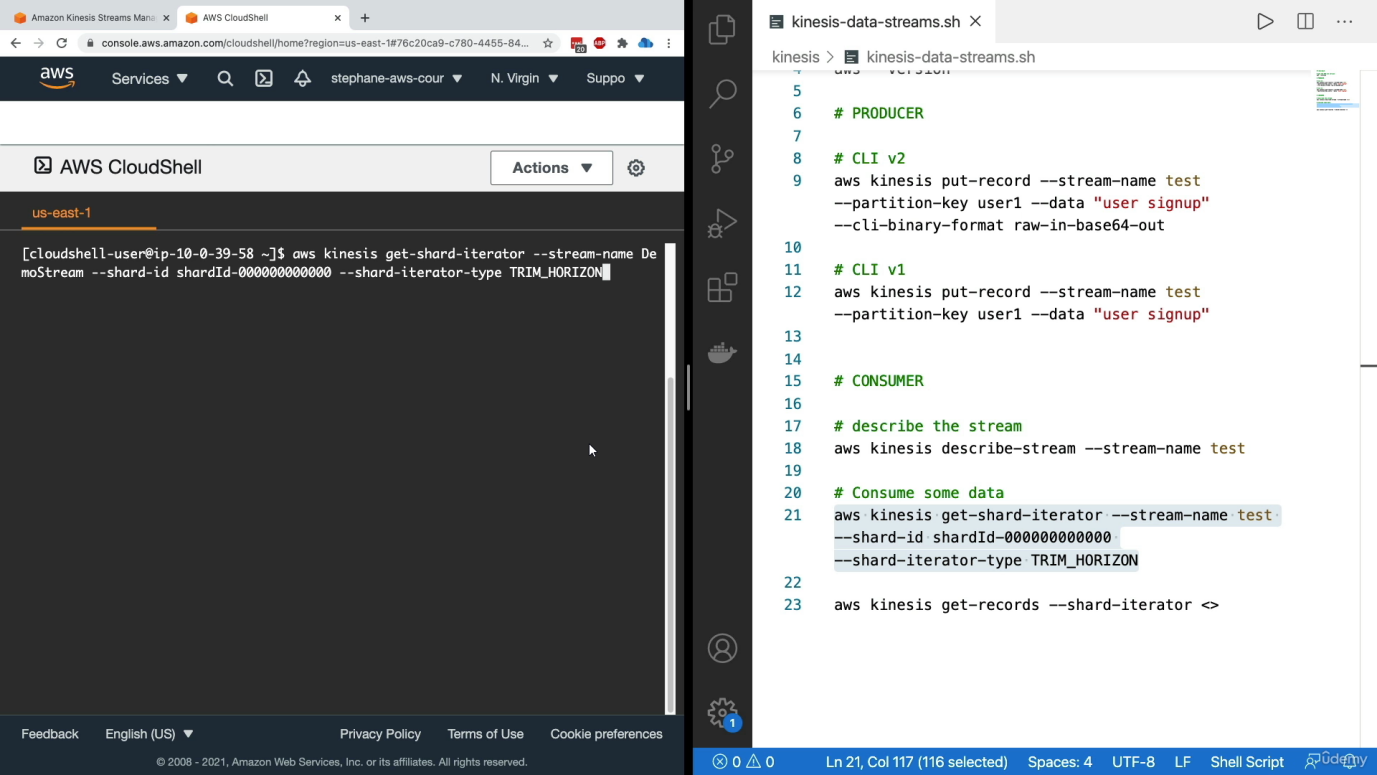 Amazon Kinesis Streams Mana
AWS CloudShell
console.aws.amazon.com/cloudshell/home?region=us-east-1#76c20ca9-c780-4455-84...
20
ABP
aws
Services
stephane-aws-cour
N. Virgin
Suppo
AWS CloudShell
Actions
us-east-1
[cloudshell-user@ip-10-0-39-58 ~]$ aws kinesis get-shard-iterator --stream-name De
moStream --shard-id shardId-000000000000 --shard-iterator-type TRIM_HORIZON
Feedback
English (US)
Privacy Policy
Terms of Use
Cookie preferences
© 2008 - 2021, Amazon Web Services, Inc. or its affiliates. All rights reserved.
1
kinesis-data-streams.sh
kinesis > kinesis-data-streams.sh
4 aws --version
5
6 # PRODUCER
7
8 # CLI v2
9 aws kinesis put-record --stream-name test
--partition-key user1 --data "user signup"
--cli-binary-format raw-in-base64-out
10
11 # CLI v1
12 aws kinesis put-record --stream-name test
--partition-key user1 --data "user signup"
13
14
15 # CONSUMER
16
17 # describe the stream
18 aws kinesis describe-stream --stream-name test
19
20 # Consume some data
21 aws kinesis get-shard-iterator --stream-name test
--shard-id shardId-000000000000
--shard-iterator-type TRIM_HORIZON
22
23 aws kinesis get-records --shard-iterator <>
0 0
Ln 21, Col 117 (116 selected)
Spaces: 4
UTF-8
LF
Shell Script
Udemy